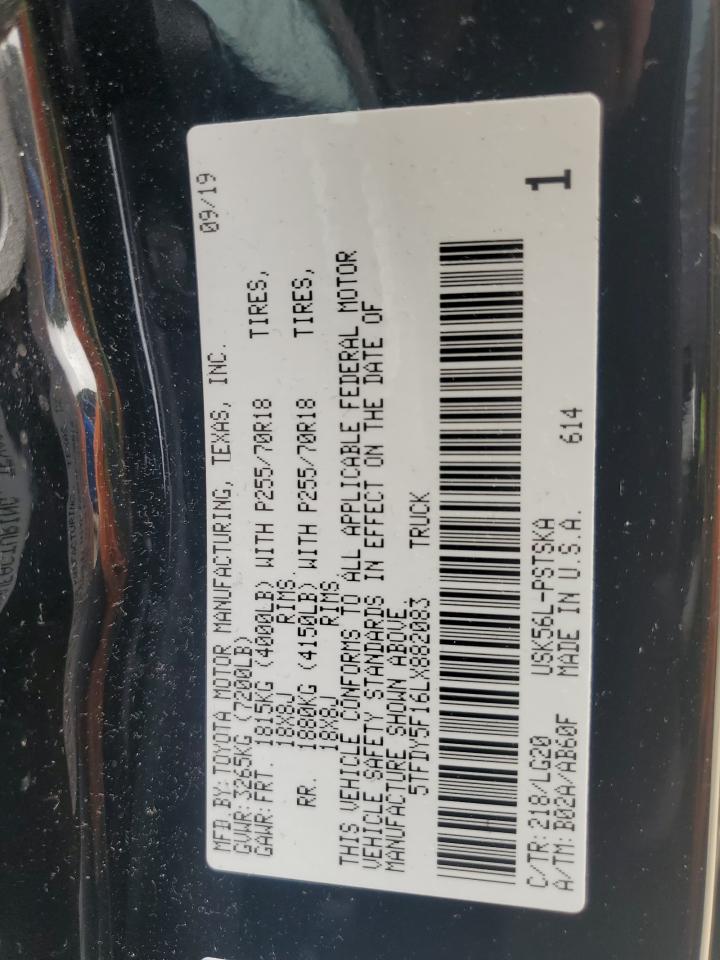 MFD BY: TOYOTA MOTOR MANUFACTURING, TEXAS, INC. 09/19
GVWR: 3265KG (7200LB)
GAWR: FRT. 1815KG (4000LB) WITH P255/70R18 TIRES,
18X8J RIMS.
RR. 1880KG (4150LB) WITH P255/70R18 TIRES,
18X8J RIMS.
THIS VEHICLE CONFORMS TO ALL APPLICABLE FEDERAL MOTOR
VEHICLE SAFETY STANDARDS IN EFFECT ON THE DATE OF
MANUFACTURE SHOWN ABOVE.
5TFDY5F16LX882083 TRUCK
1
C/TR: 218/LG20 USK56L-PSTSKA 614
A/TM: B02A/AB60F MADE IN U.S.A.